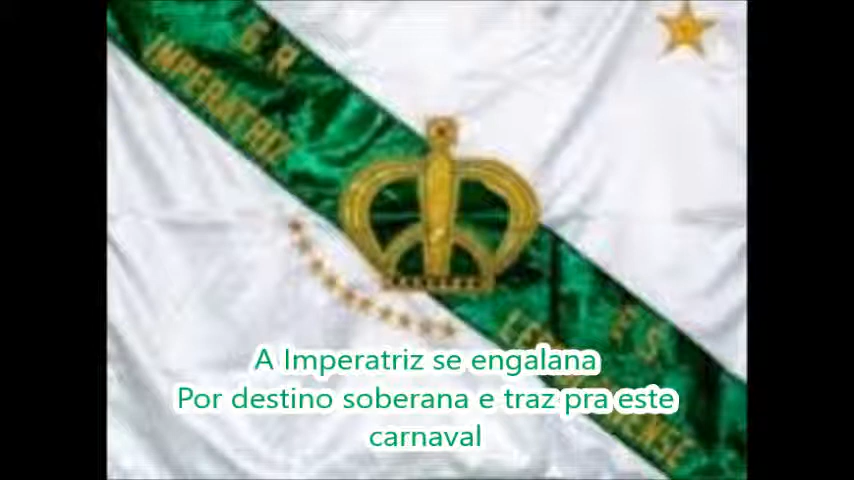 G.R.
IMPERATRIZ
E.S.
A Imperatriz se engalana
Por destino soberana e traz pra este
carnaval